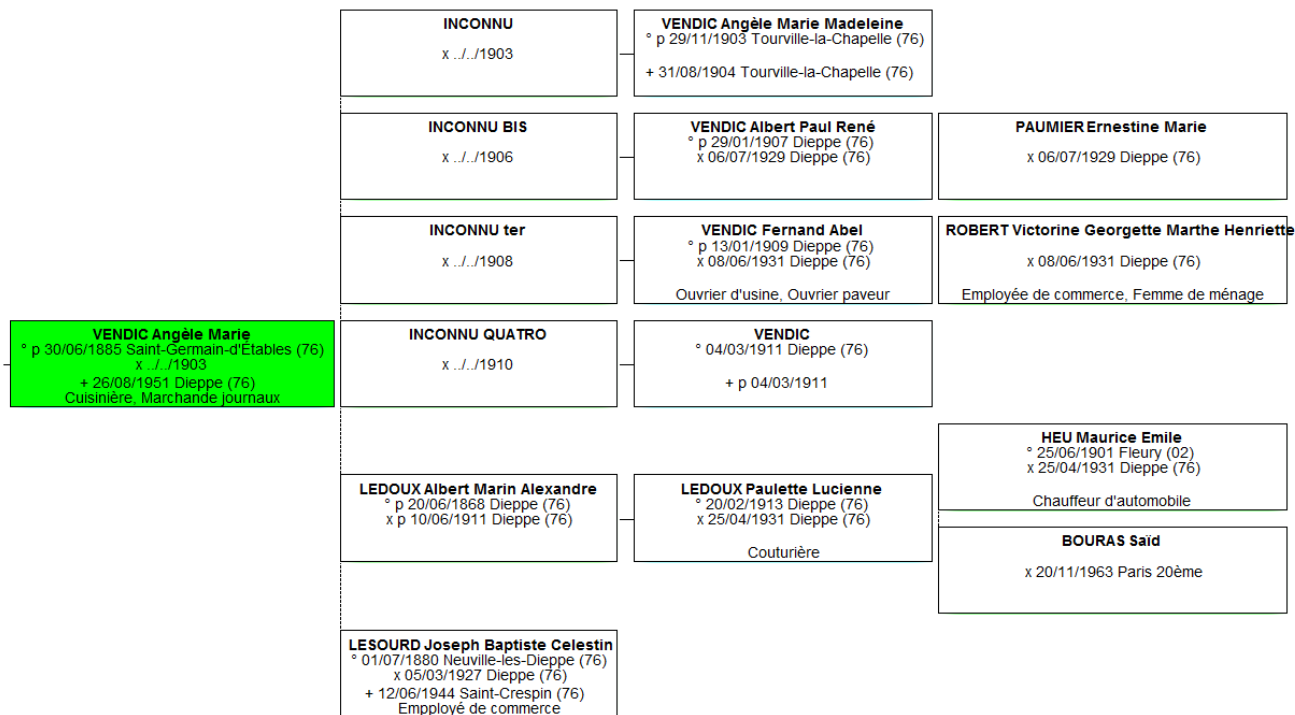 INCONNU
x ../../1903
VENDIC Angèle Marie Madeleine
° p 29/11/1903 Tourville-la-Chapelle (76)
+ 31/08/1904 Tourville-la-Chapelle (76)
INCONNU BIS
x ../../1906
VENDIC Albert Paul René
° p 29/01/1907 Dieppe (76)
x 06/07/1929 Dieppe (76)
PAUMIER Ernestine Marie
x 06/07/1929 Dieppe (76)
INCONNU ter
x ../../1908
VENDIC Fernand Abel
° p 13/01/1909 Dieppe (76)
x 08/06/1931 Dieppe (76)
Ouvrier d'usine, Ouvrier paveur
ROBERT Victorine Georgette Marthe Henriette
x 08/06/1931 Dieppe (76)
Employée de commerce, Femme de ménage
VENDIC Angèle Marie
° p 30/06/1885 Saint-Germain-d'Étables (76)
x ../../1903
+ 26/08/1951 Dieppe (76)
Cuisinière, Marchande journaux
INCONNU QUATRO
x ../../1910
VENDIC
° 04/03/1911 Dieppe (76)
+ p 04/03/1911
LEDOUX Albert Marin Alexandre
° p 20/06/1868 Dieppe (76)
x p 10/06/1911 Dieppe (76)
LEDOUX Paulette Lucienne
° 20/02/1913 Dieppe (76)
x 25/04/1931 Dieppe (76)
Couturière
HEU Maurice Emile
° 25/06/1901 Fleury (02)
x 25/04/1931 Dieppe (76)
Chauffeur d'automobile
BOURAS Saïd
x 20/11/1963 Paris 20ème
LESOURD Joseph Baptiste Celestin
° 01/07/1880 Neuville-les-Dieppe (76)
x 05/03/1927 Dieppe (76)
+ 12/06/1944 Saint-Crespin (76)
Empployé de commerce